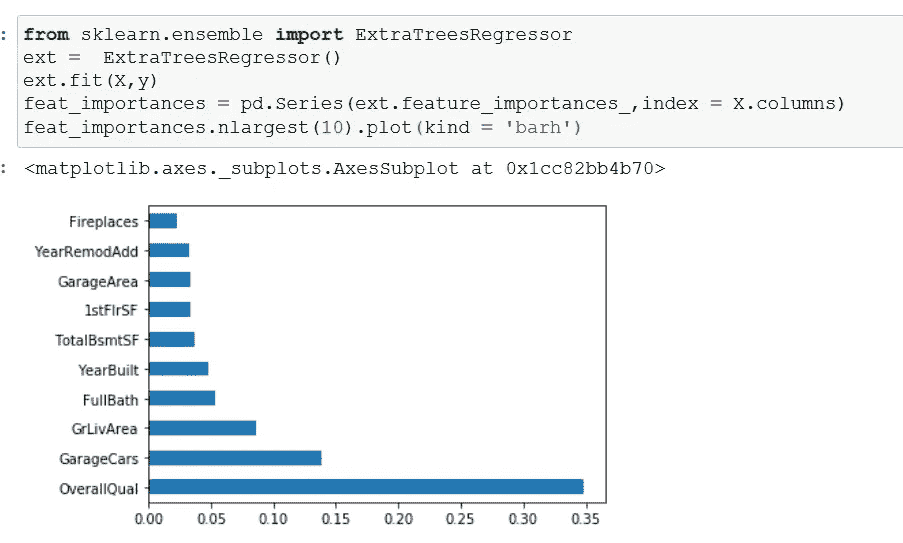 : from sklearn.ensemble import ExtraTreesRegressor
ext =  ExtraTreesRegressor()
ext.fit(X,y)
feat_importances = pd.Series(ext.feature_importances_,index = X.columns)
feat_importances.nlargest(10).plot(kind = 'barh')
: <matplotlib.axes._subplots.AxesSubplot at 0x1cc82bb4b70>
Fireplaces
YearRemodAdd
GarageArea
1stFlrSF
TotalBsmtSF
YearBuilt
FullBath
GrLivArea
GarageCars
OverallQual
0.00 0.05 0.10 0.15 0.20 0.25 0.30 0.35